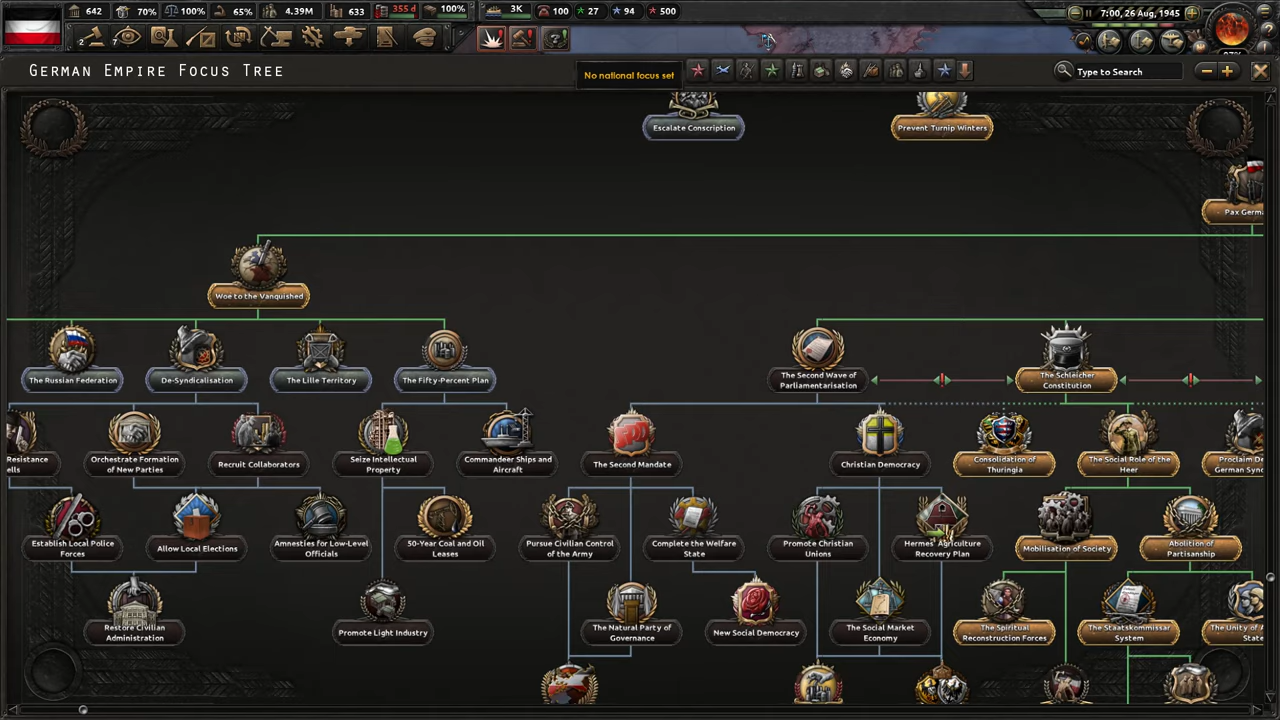 642
70%
100%
65%
4.39M
633
355 d
100%
3K
100
27
94
500
7:00, 26 Aug, 1945
2
7
German Empire Focus Tree
No national focus set
Type to Search
Escalate Conscription
Prevent Turnip Winters
Pax Germa
Woe to the Vanquished
The Russian Federation
De-Syndicalisation
The Lille Territory
The Fifty-Percent Plan
The Second Wave of
Parliamentarisation
The Schleicher
Constitution
Resistance
ells
Orchestrate Formation
of New Parties
Recruit Collaborators
Seize Intellectual
Property
Commandeer Ships and
Aircraft
The Second Mandate
Christian Democracy
Consolidation of
Thuringia
The Social Role of the
Heer
Proclaim De
German Sync
Establish Local Police
Forces
Allow Local Elections
Amnesties for Low-Level
Officials
50-Year Coal and Oil
Leases
Pursue Civilian Control
of the Army
Complete the Welfare
State
Promote Christian
Unions
Hermes' Agriculture
Recovery Plan
Mobilisation of Society
Abolition of
Partisanship
Restore Civilian
Administration
Promote Light Industry
The Natural Party of
Governance
New Social Democracy
The Social Market
Economy
The Spiritual
Reconstruction Forces
The Staatskommissar
System
The Unity of A
State